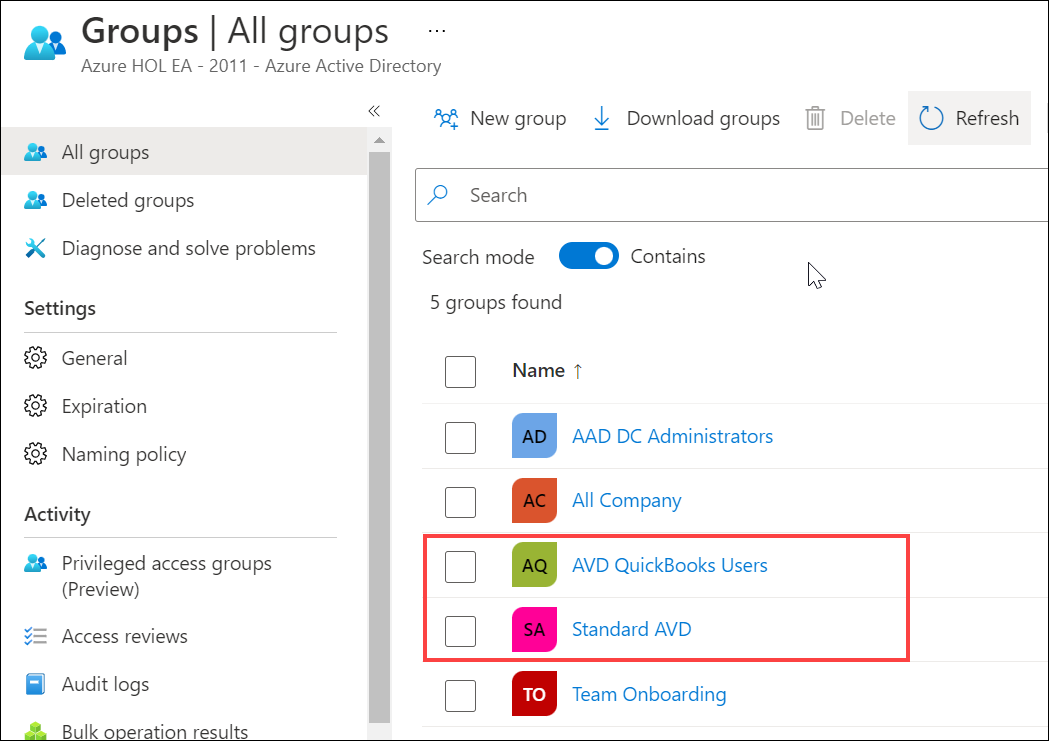 Groups | All groups ...
Azure HOL EA - 2011 - Azure Active Directory
«
New group
Download groups
Delete
Refresh
All groups
Deleted groups
Diagnose and solve problems
Settings
General
Expiration
Naming policy
Activity
Privileged access groups
(Preview)
Access reviews
Audit logs
Bulk operation results
Search
Search mode
Contains
5 groups found
Name ↑
AD AAD DC Administrators
AC All Company
AQ AVD QuickBooks Users
SA Standard AVD
TO Team Onboarding